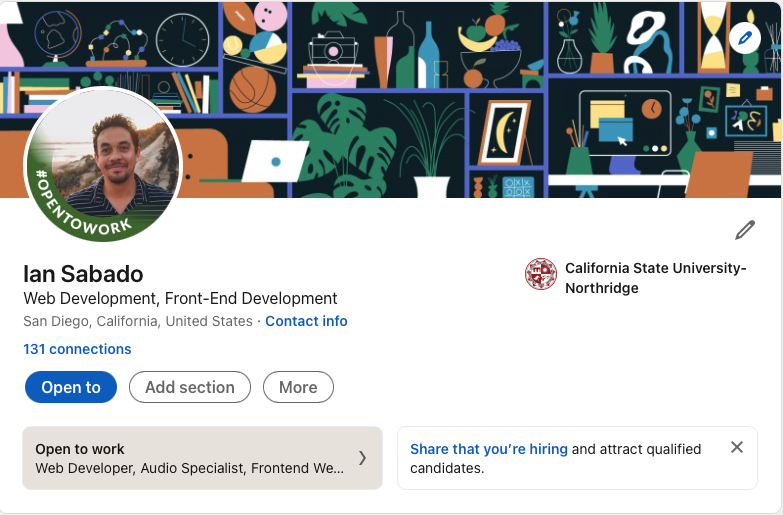 #OPENTOWORK
Ian Sabado
Web Development, Front-End Development
San Diego, California, United States · Contact info
131 connections
California State University-
Northridge
Open to
Add section
More
Open to work
Web Developer, Audio Specialist, Frontend We...
Share that you're hiring and attract qualified
candidates.